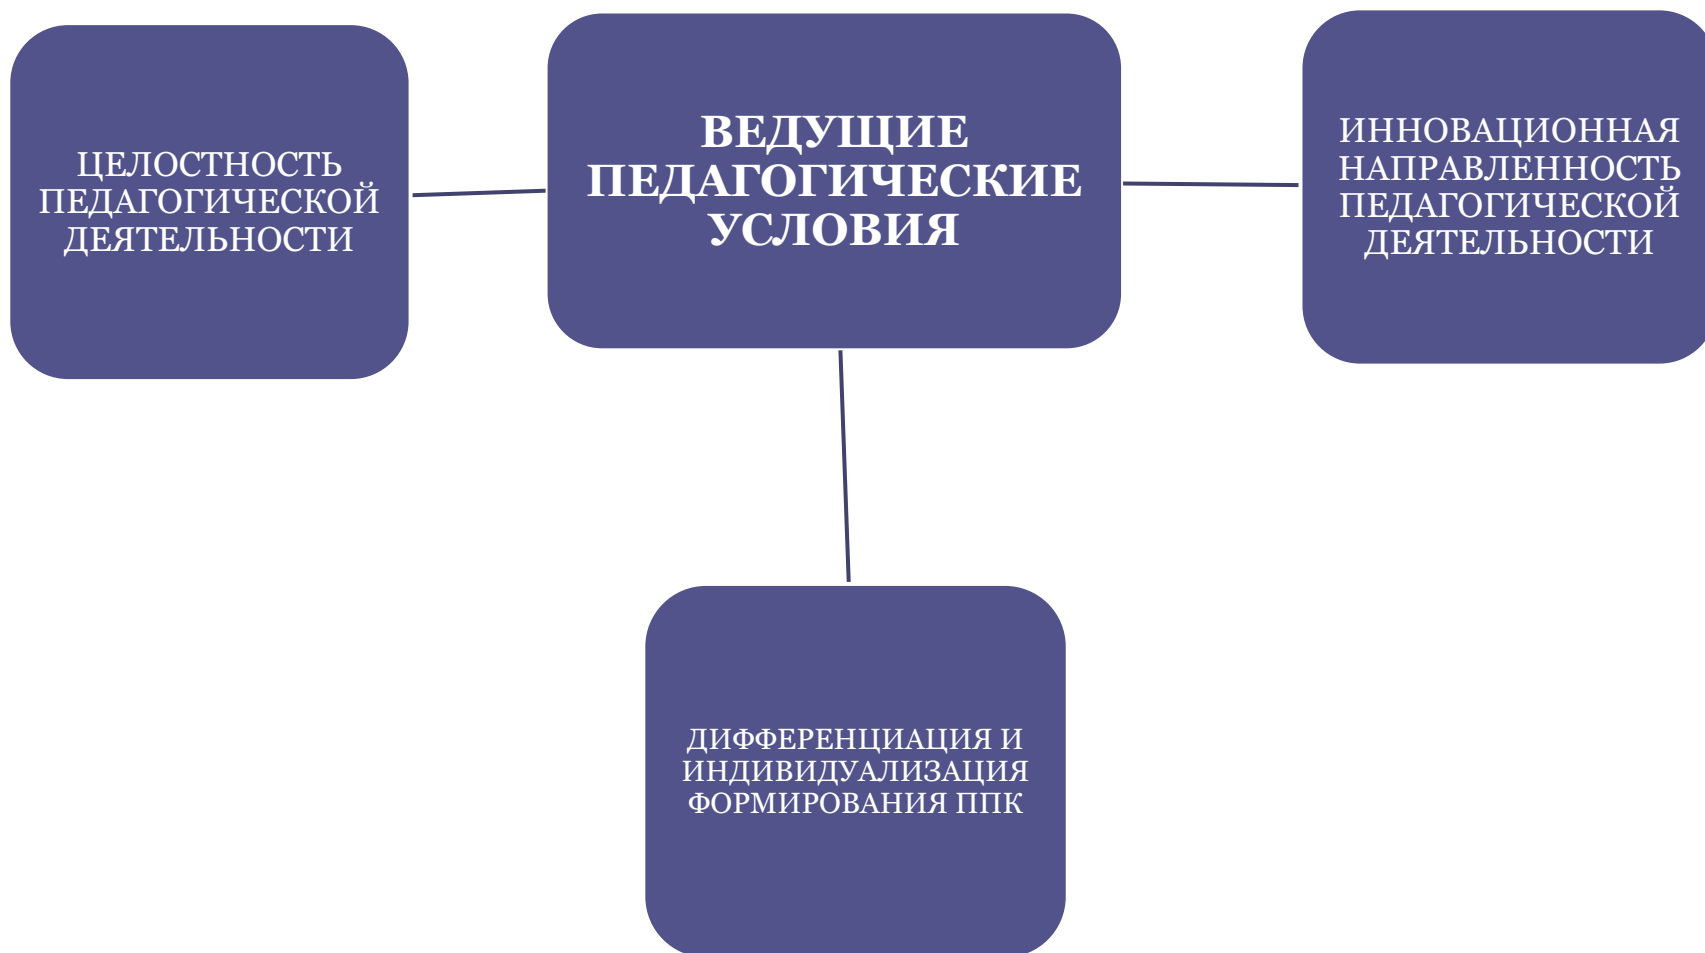 ЦЕЛОСТНОСТЬ
ПЕДАГОГИЧЕСКОЙ
ДЕЯТЕЛЬНОСТИ
ВЕДУЩИЕ
ПЕДАГОГИЧЕСКИЕ
УСЛОВИЯ
ИННОВАЦИОННАЯ
НАПРАВЛЕННОСТЬ
ПЕДАГОГИЧЕСКОЙ
ДЕЯТЕЛЬНОСТИ
ДИФФЕРЕНЦИАЦИЯ И
ИНДИВИДУАЛИЗАЦИЯ
ФОРМИРОВАНИЯ ППК